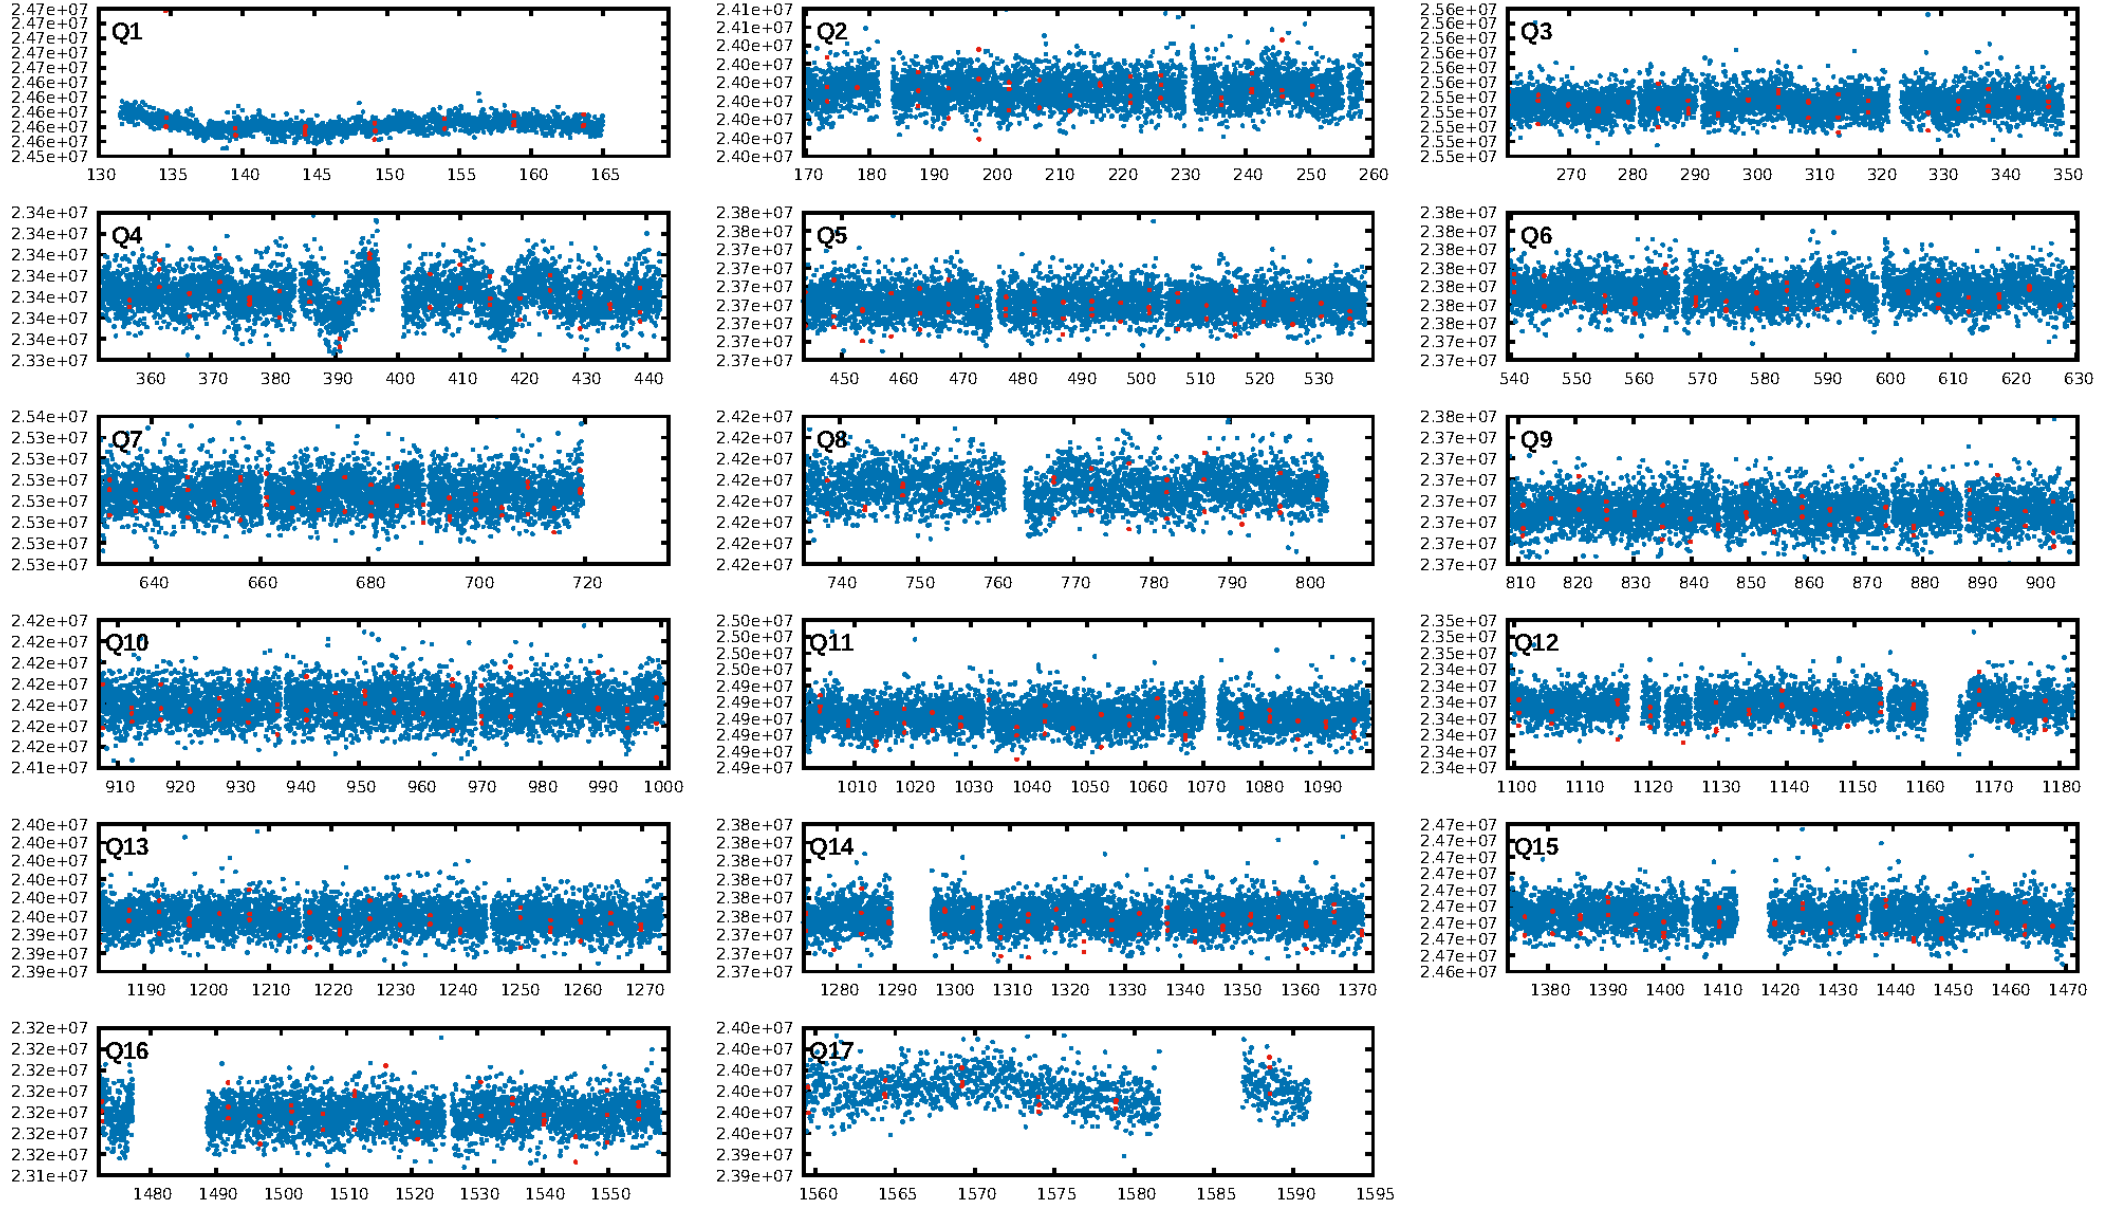 2.47e+07 2.47e+07 2.47e+07 2.47e+07 2.47e+07 2.46e+07 2.46e+07 2.46e+07 2.46e+07 2.46e+07 2.45e+07
Q1
130 135 140 145 150 155 160 165
2.41e+07 2.41e+07 2.40e+07 2.40e+07 2.40e+07 2.40e+07 2.40e+07 2.40e+07 2.40e+07
Q2
170 180 190 200 210 220 230 240 250 260
2.56e+07 2.56e+07 2.56e+07 2.56e+07 2.56e+07 2.55e+07 2.55e+07 2.55e+07 2.55e+07 2.55e+07 2.55e+07
Q3
270 280 290 300 310 320 330 340 350
2.34e+07 2.34e+07 2.34e+07 2.34e+07 2.34e+07 2.34e+07 2.34e+07 2.33e+07
Q4
360 370 380 390 400 410 420 430 440
2.38e+07 2.38e+07 2.37e+07 2.37e+07 2.37e+07 2.37e+07 2.37e+07 2.37e+07 2.37e+07
Q5
450 460 470 480 490 500 510 520 530
2.38e+07 2.38e+07 2.38e+07 2.38e+07 2.38e+07 2.38e+07 2.38e+07 2.37e+07 2.37e+07
Q6
540 550 560 570 580 590 600 610 620 630
2.54e+07 2.53e+07 2.53e+07 2.53e+07 2.53e+07 2.53e+07 2.53e+07 2.53e+07
Q7
640 660 680 700 720
2.42e+07 2.42e+07 2.42e+07 2.42e+07 2.42e+07 2.42e+07 2.42e+07 2.42e+07
Q8
740 750 760 770 780 790 800
2.38e+07 2.37e+07 2.37e+07 2.37e+07 2.37e+07 2.37e+07 2.37e+07 2.37e+07
Q9
810 820 830 840 850 860 870 880 890 900
2.42e+07 2.42e+07 2.42e+07 2.42e+07 2.42e+07 2.42e+07 2.42e+07 2.41e+07
Q10
910 920 930 940 950 960 970 980 990 1000
2.50e+07 2.50e+07 2.50e+07 2.50e+07 2.49e+07 2.49e+07 2.49e+07 2.49e+07 2.49e+07 2.49e+07
Q11
1010 1020 1030 1040 1050 1060 1070 1080 1090
2.35e+07 2.35e+07 2.35e+07 2.34e+07 2.34e+07 2.34e+07 2.34e+07 2.34e+07 2.34e+07 2.34e+07
Q12
1100 1110 1120 1130 1140 1150 1160 1170 1180
2.40e+07 2.40e+07 2.40e+07 2.40e+07 2.40e+07 2.40e+07 2.39e+07 2.39e+07 2.39e+07
Q13
1190 1200 1210 1220 1230 1240 1250 1260 1270
2.38e+07 2.38e+07 2.38e+07 2.38e+07 2.38e+07 2.38e+07 2.37e+07 2.37e+07 2.37e+07
Q14
1280 1290 1300 1310 1320 1330 1340 1350 1360 1370
2.47e+07 2.47e+07 2.47e+07 2.47e+07 2.47e+07 2.47e+07 2.47e+07 2.47e+07 2.47e+07 2.46e+07
Q15
1380 1390 1400 1410 1420 1430 1440 1450 1460 1470
2.32e+07 2.32e+07 2.32e+07 2.32e+07 2.32e+07 2.32e+07 2.32e+07 2.31e+07
Q16
1480 1490 1500 1510 1520 1530 1540 1550
2.40e+07 2.40e+07 2.40e+07 2.40e+07 2.40e+07 2.40e+07 2.39e+07 2.39e+07
Q17
1560 1565 1570 1575 1580 1585 1590 1595